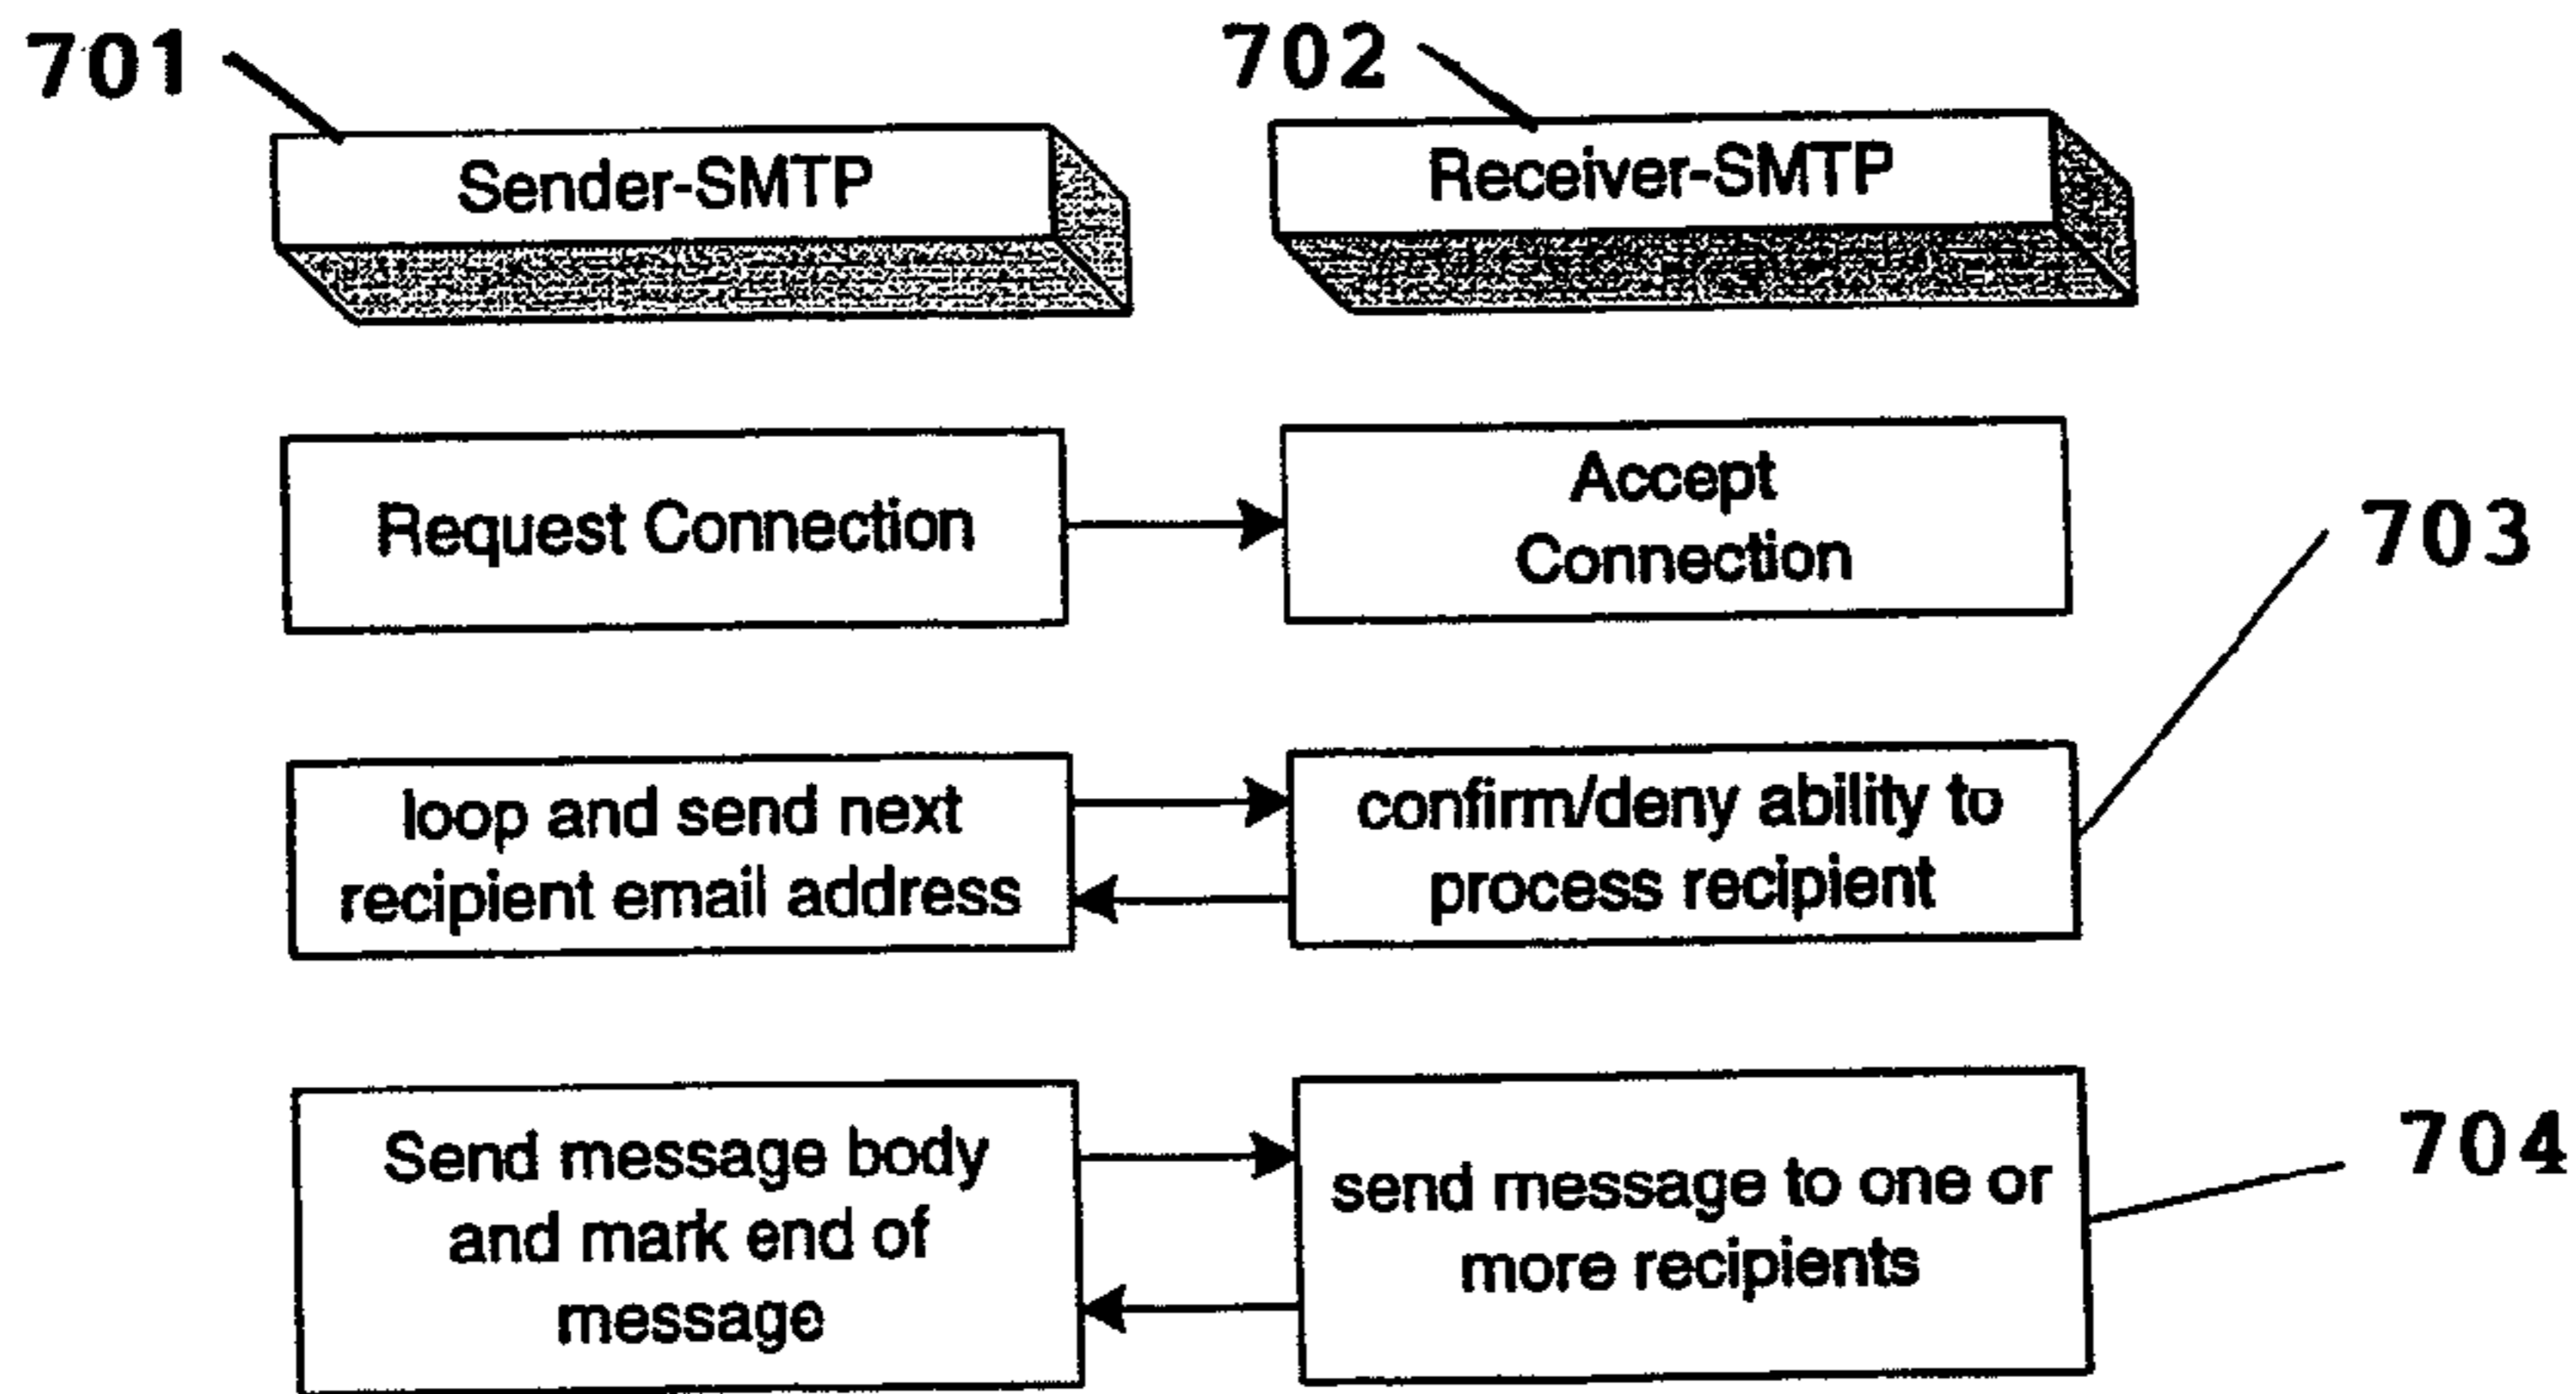 701
702
Sender-SMTP
Receiver-SMTP
Request Connection
Accept
Connection
703
loop and send next
recipient email address
confirm/deny ability to
process recipient
Send message body
and mark end of
message
send message to one or
more recipients
704